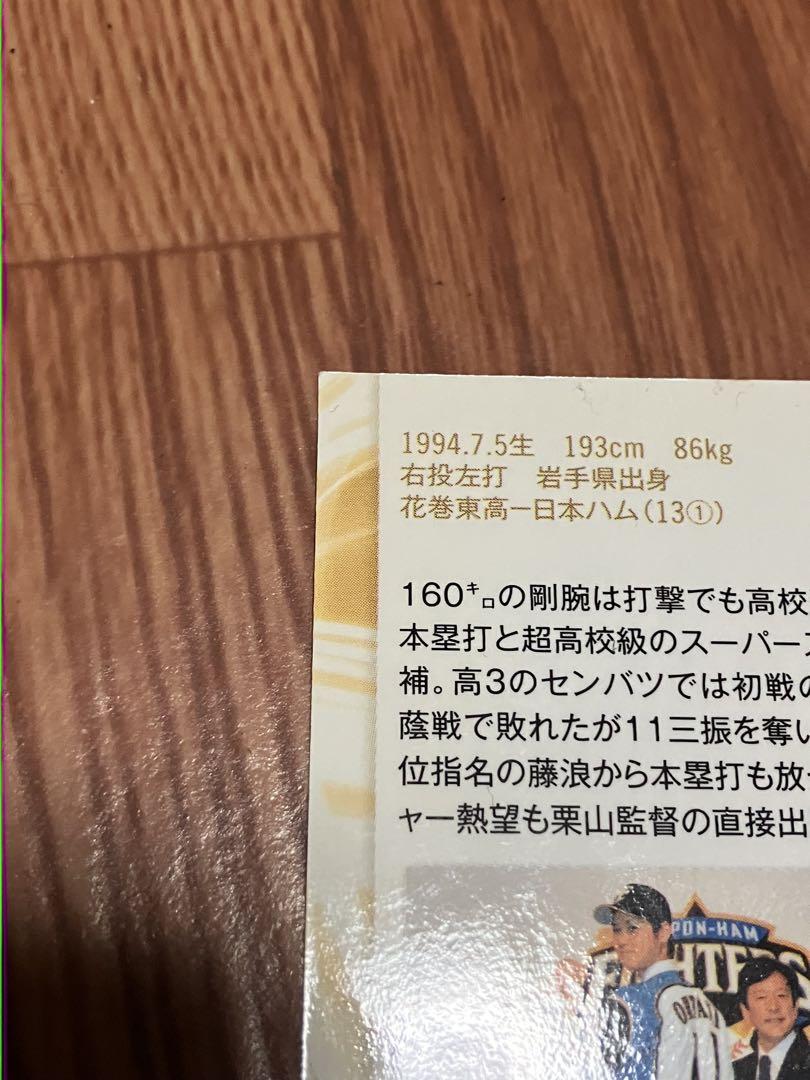 1994.7.5生 193cm 86kg
右投左打 岩手県出身
花巻東高ー日本ハム(13①)
160㌔の剛腕は打撃でも高校
本塁打と超高校級のスーパー
補。高3のセンバツでは初戦の
蔭戦で敗れたが11三振を奪い
位指名の藤浪から本塁打も放
ャー熱望も栗山監督の直接出
PON-HAM